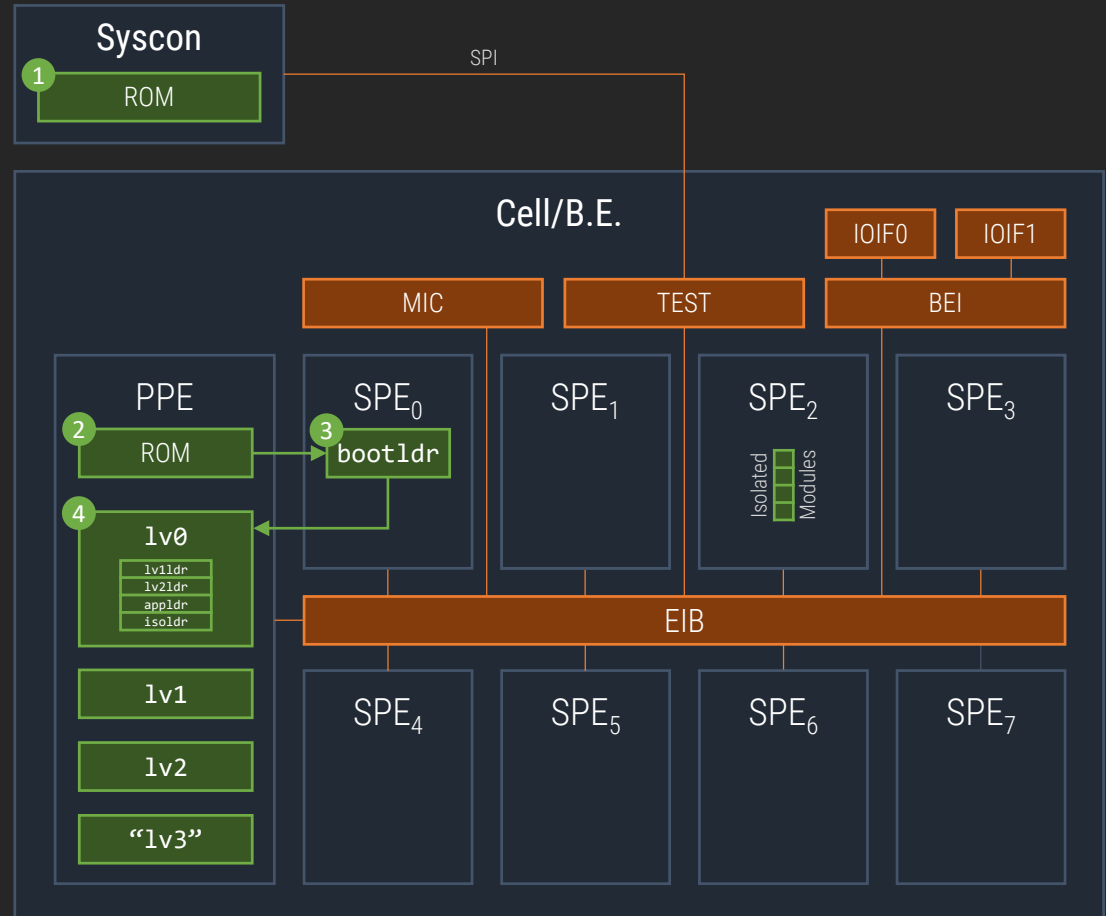 Syscon
1
ROM
SPI
Cell/B.E.
IOIF0
IOIF1
MIC
TEST
BEI
PPE
SPE0
SPE1
SPE2
SPE3
2
ROM
3
bootldr
Isolated
Modules
4
lv0
lv1ldr
lv2ldr
appldr
isoldr
EIB
lv1
lv2
“lv3”
SPE4
SPE5
SPE6
SPE7